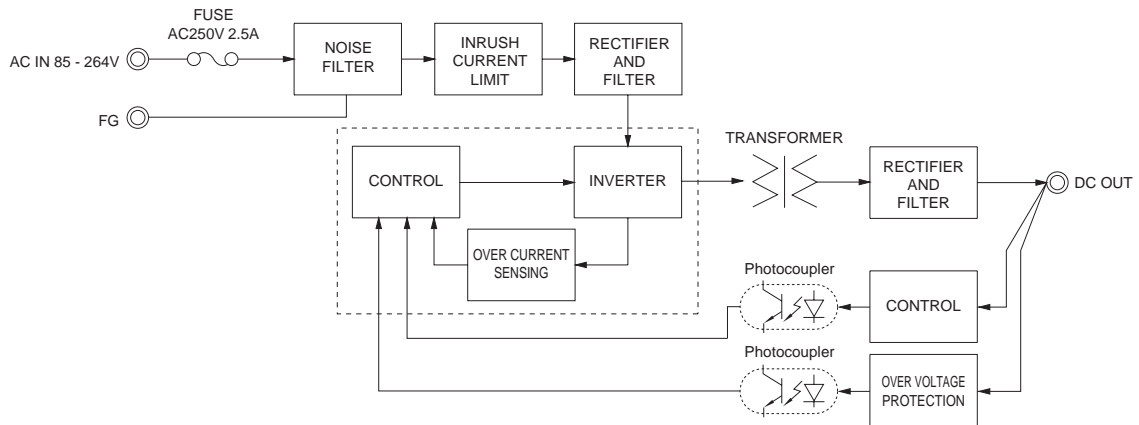 FUSE
AC250V 2.5A
AC IN 85 - 264V
NOISE
FILTER
INRUSH
CURRENT
LIMIT
RECTIFIER
AND
FILTER
FG
TRANSFORMER
CONTROL
INVERTER
RECTIFIER
AND
FILTER
DC OUT
OVER CURRENT
SENSING
Photocoupler
CONTROL
Photocoupler
OVER VOLTAGE
PROTECTION